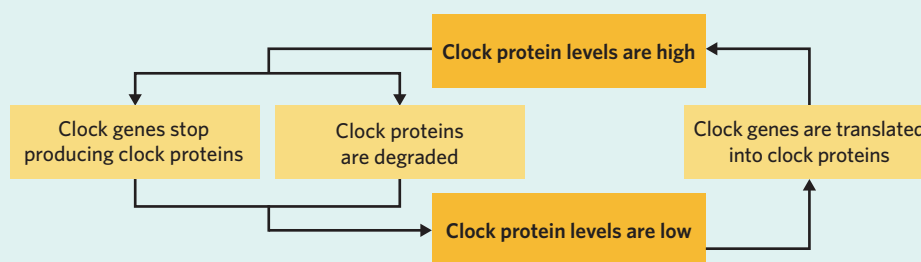 Clock protein levels are high
Clock genes stop
producing clock proteins
Clock proteins
are degraded
Clock genes are translated
into clock proteins
Clock protein levels are low